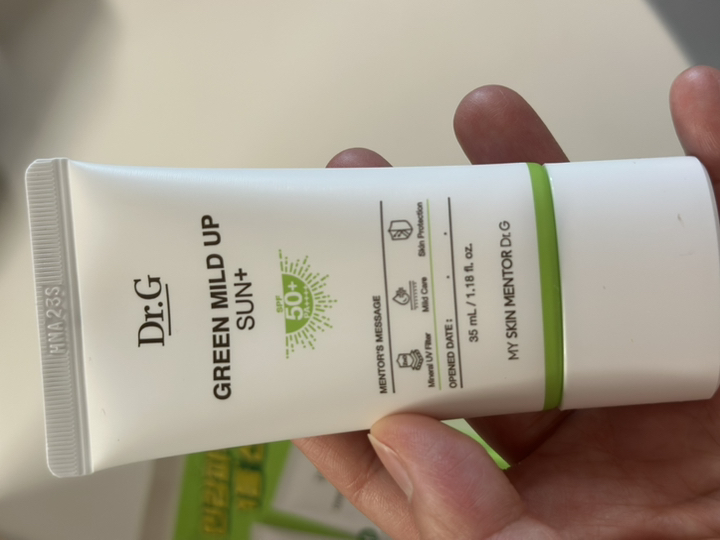 HNA23S
Dr.G
GREEN MILD UP
SUN+
SPF
50+
MENTOR'S MESSAGE
Mineral UV Filter
Mild Care
Skin Protection
OPENED DATE :
35 mL / 1.18 fl. oz.
MY SKIN MENTOR Dr.G